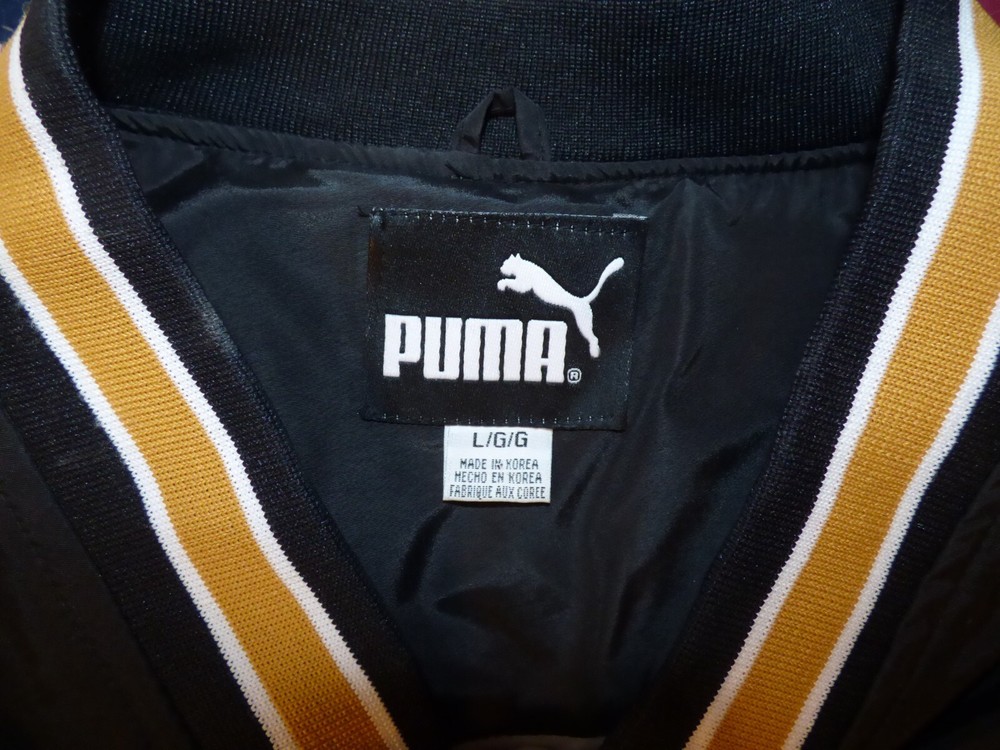 PUMA®
L/G/G
MADE IN KOREA
HECHO EN KOREA
FABRIQUE AUX COREE